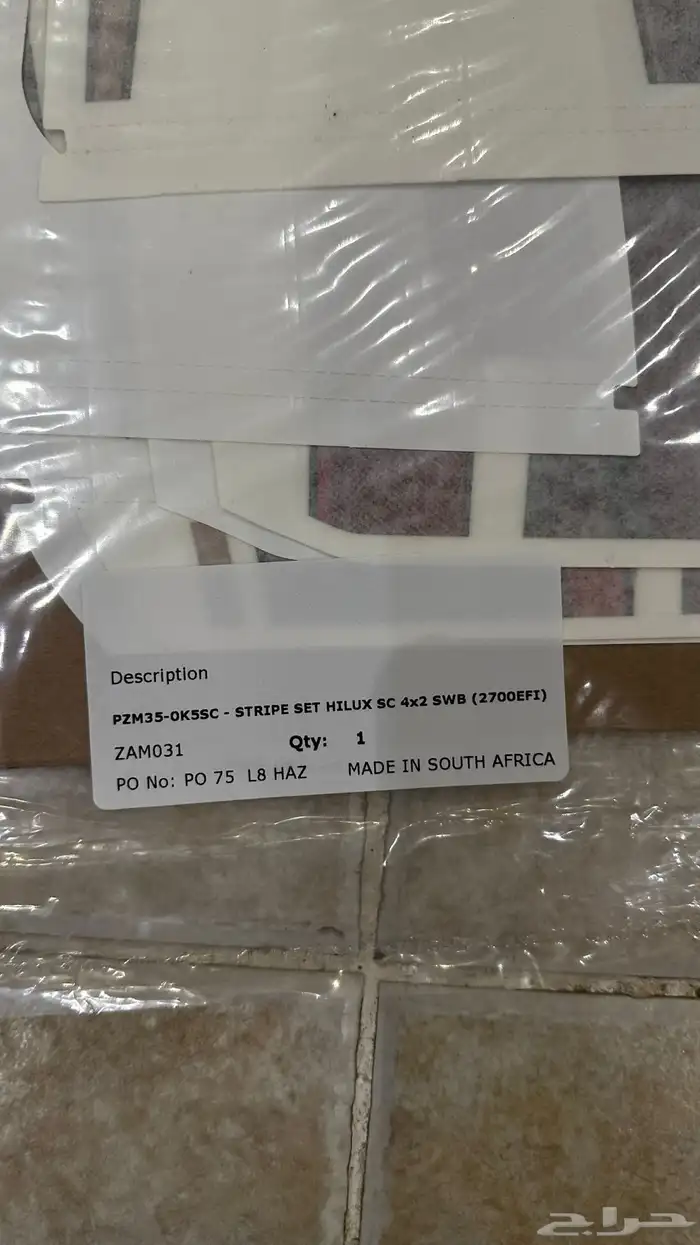 Description
PZM35-0K5SC - STRIPE SET HILUX SC 4x2 SWB (2700EFI)
ZAM031 Qty: 1
PO No: PO 75 L8 HAZ MADE IN SOUTH AFRICA
حراج